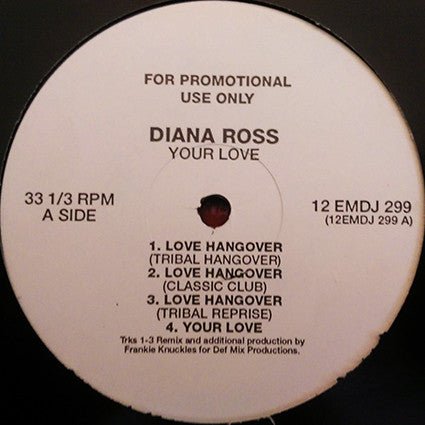 FOR PROMOTIONAL
USE ONLY
DIANA ROSS
YOUR LOVE
33 1/3 RPM
A SIDE
12 EMDJ 299
(12EMDJ 299 A)
1. LOVE HANGOVER
(TRIBAL HANGOVER)
2. LOVE HANGOVER
(CLASSIC CLUB)
3. LOVE HANGOVER
(TRIBAL REPRISE)
4. YOUR LOVE
Trks 1-3 Remix and additional production by
Frankie Knuckles for Def Mix Productions.